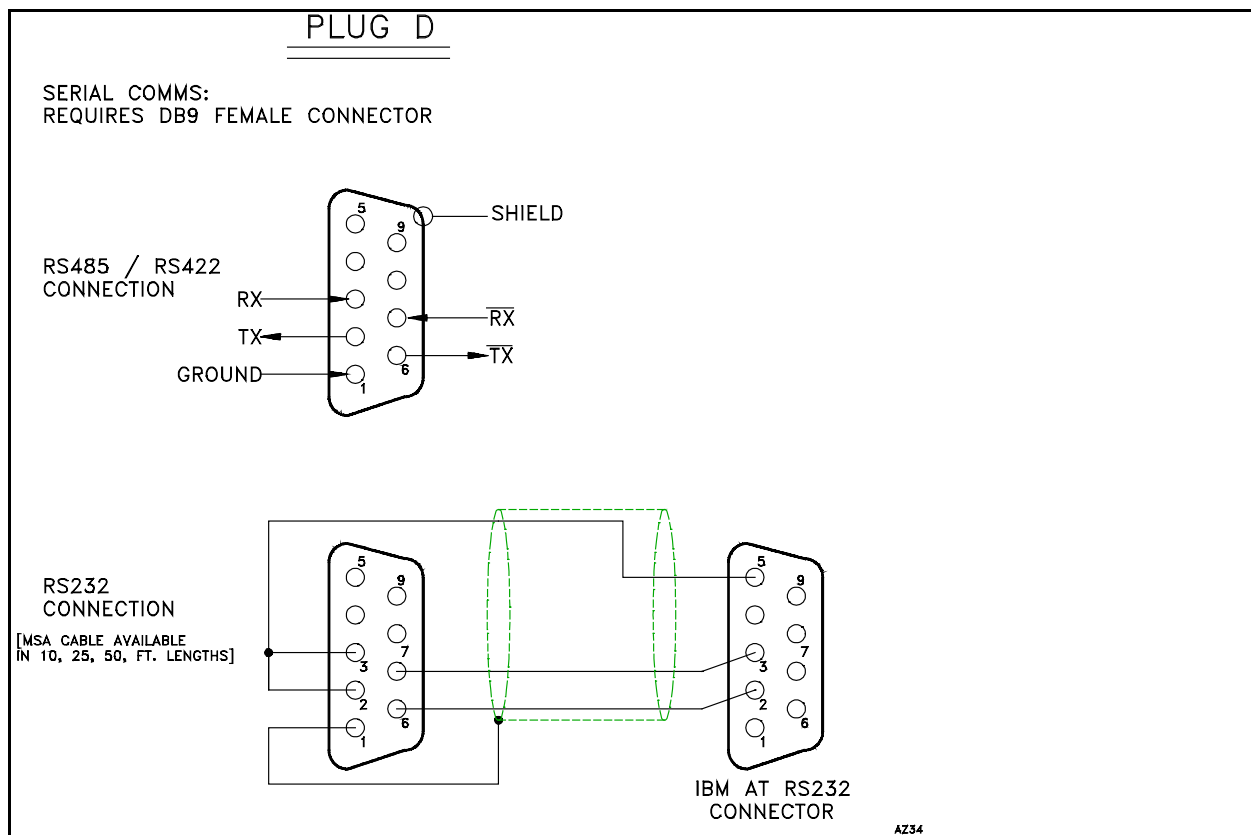 PLUG D
SERIAL COMMS:
REQUIRES DB9 FEMALE CONNECTOR
5
9
SHIELD
RS485 / RS422
CONNECTION
RX
R̅X̅
TX
T̅X̅
GROUND
6
1
RS232
CONNECTION
[MSA CABLE AVAILABLE
IN 10, 25, 50, FT. LENGTHS]
5
9
7
3
2
6
1
5
9
7
3
2
6
1
IBM AT RS232
CONNECTOR
AZ34